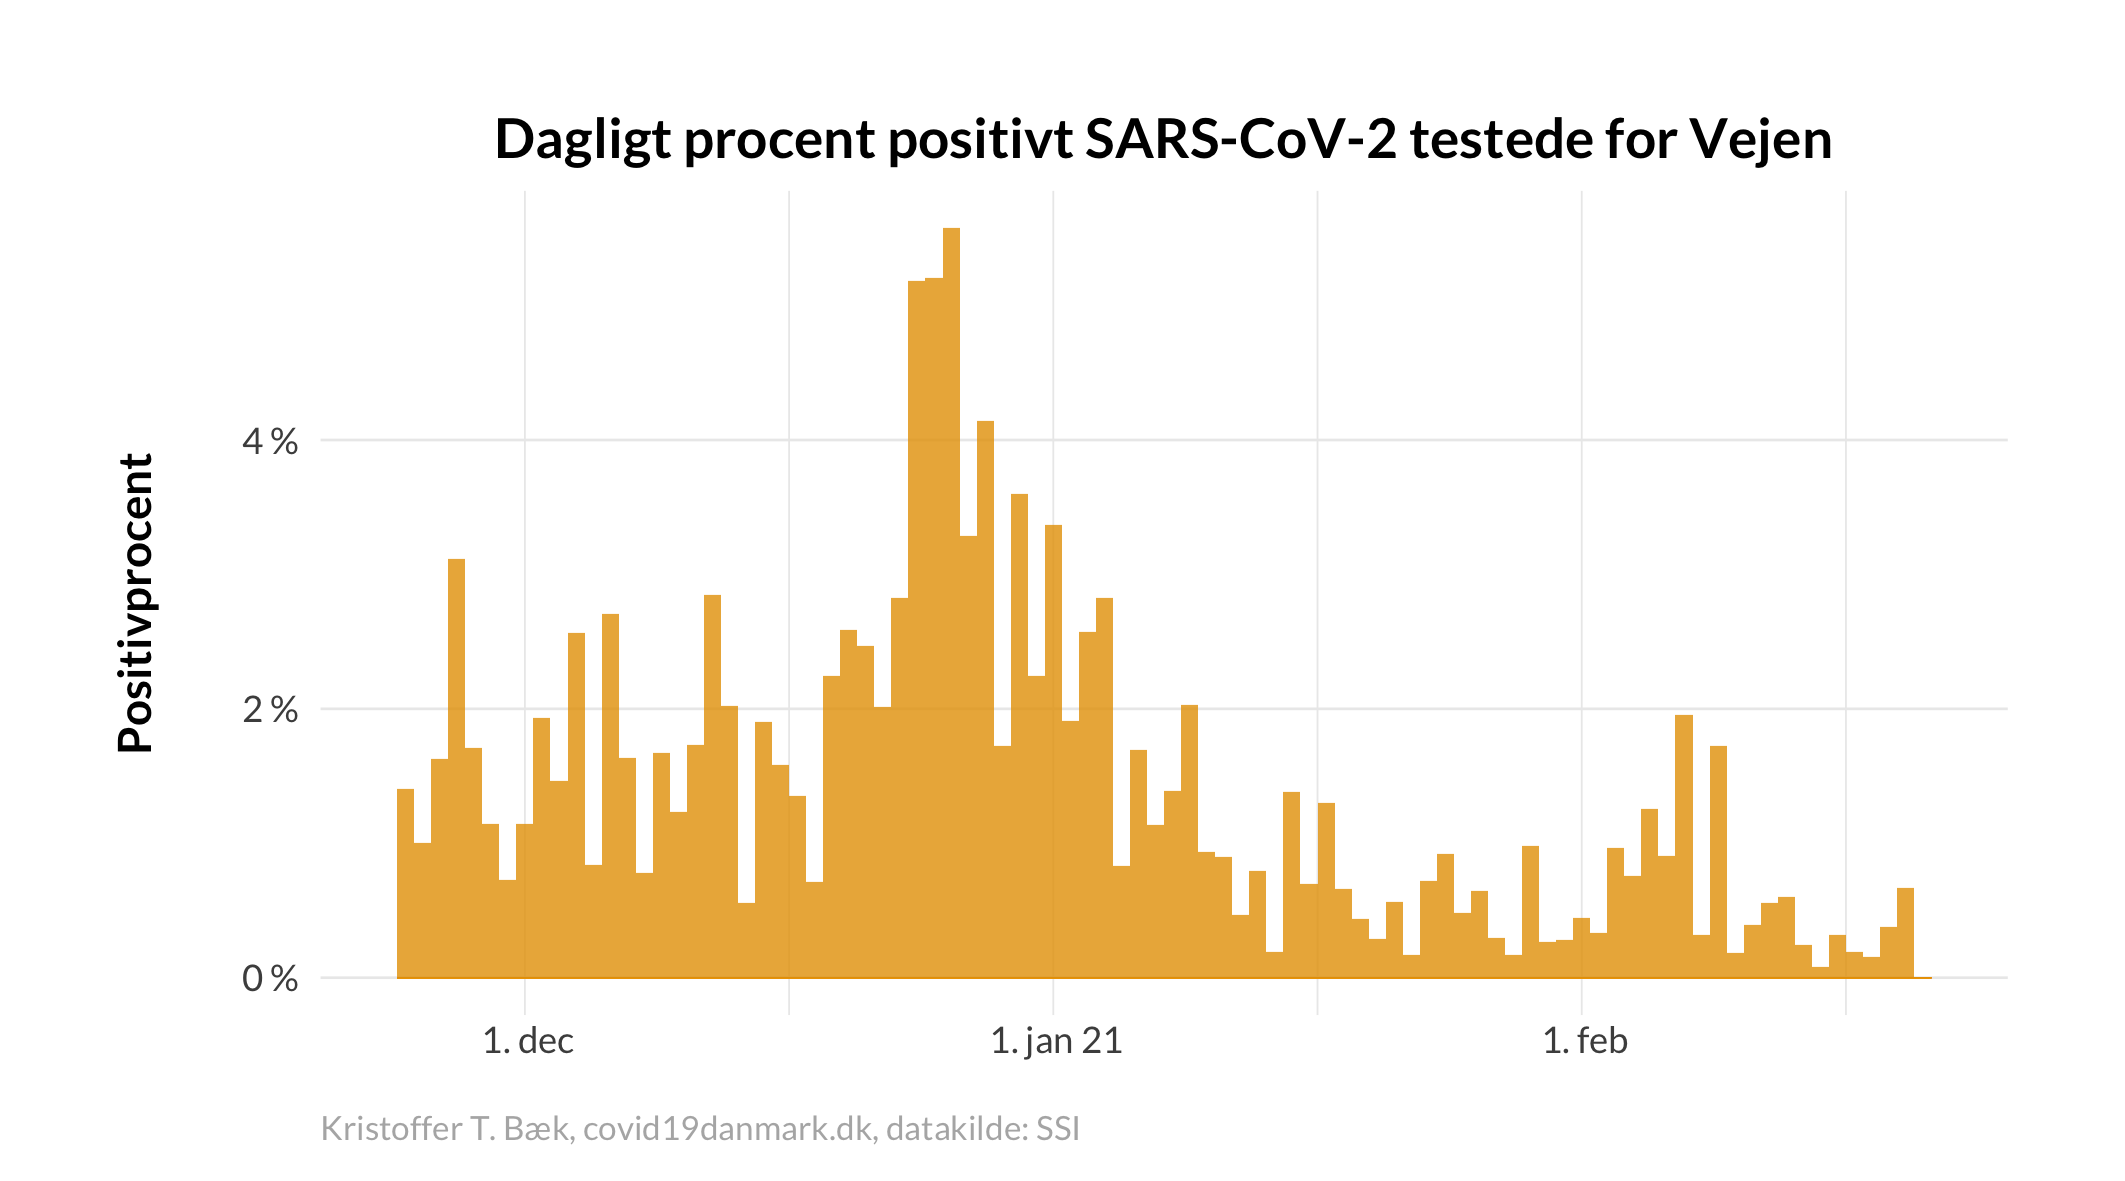 Dagligt procent positivt SARS-CoV-2 testede for Vejen
Positivprocent
4 %
2 %
0 %
1. dec
1. jan 21
1. feb
Kristoffer T. Bæk, covid19danmark.dk, datakilde: SSI